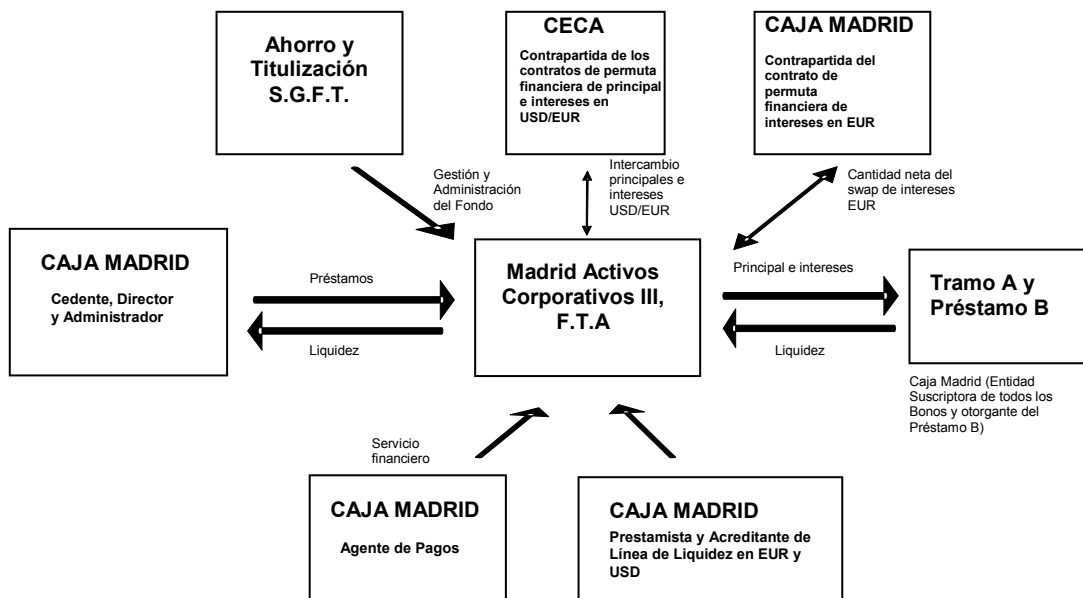 Ahorro y
Titulización
S.G.F.T.
CECA
Contrapartida de los
contratos de permuta
financiera de principal
e intereses en
USD/EUR
CAJA MADRID
Contrapartida del
contrato de
permuta
financiera de
intereses en EUR
Gestión y
Administración
del Fondo
Intercambio
principales e
intereses
USD/EUR
Cantidad neta del
swap de intereses
EUR
CAJA MADRID
Cedente, Director
y Administrador
Préstamos
Liquidez
Madrid Activos
Corporativos III,
F.T.A
Principal e intereses
Liquidez
Tramo A y
Préstamo B
Caja Madrid (Entidad
Suscriptora de todos los
Bonos y otorgante del
Préstamo B)
Servicio
financiero
CAJA MADRID
Agente de Pagos
CAJA MADRID
Prestamista y Acreditante de
Línea de Liquidez en EUR y
USD